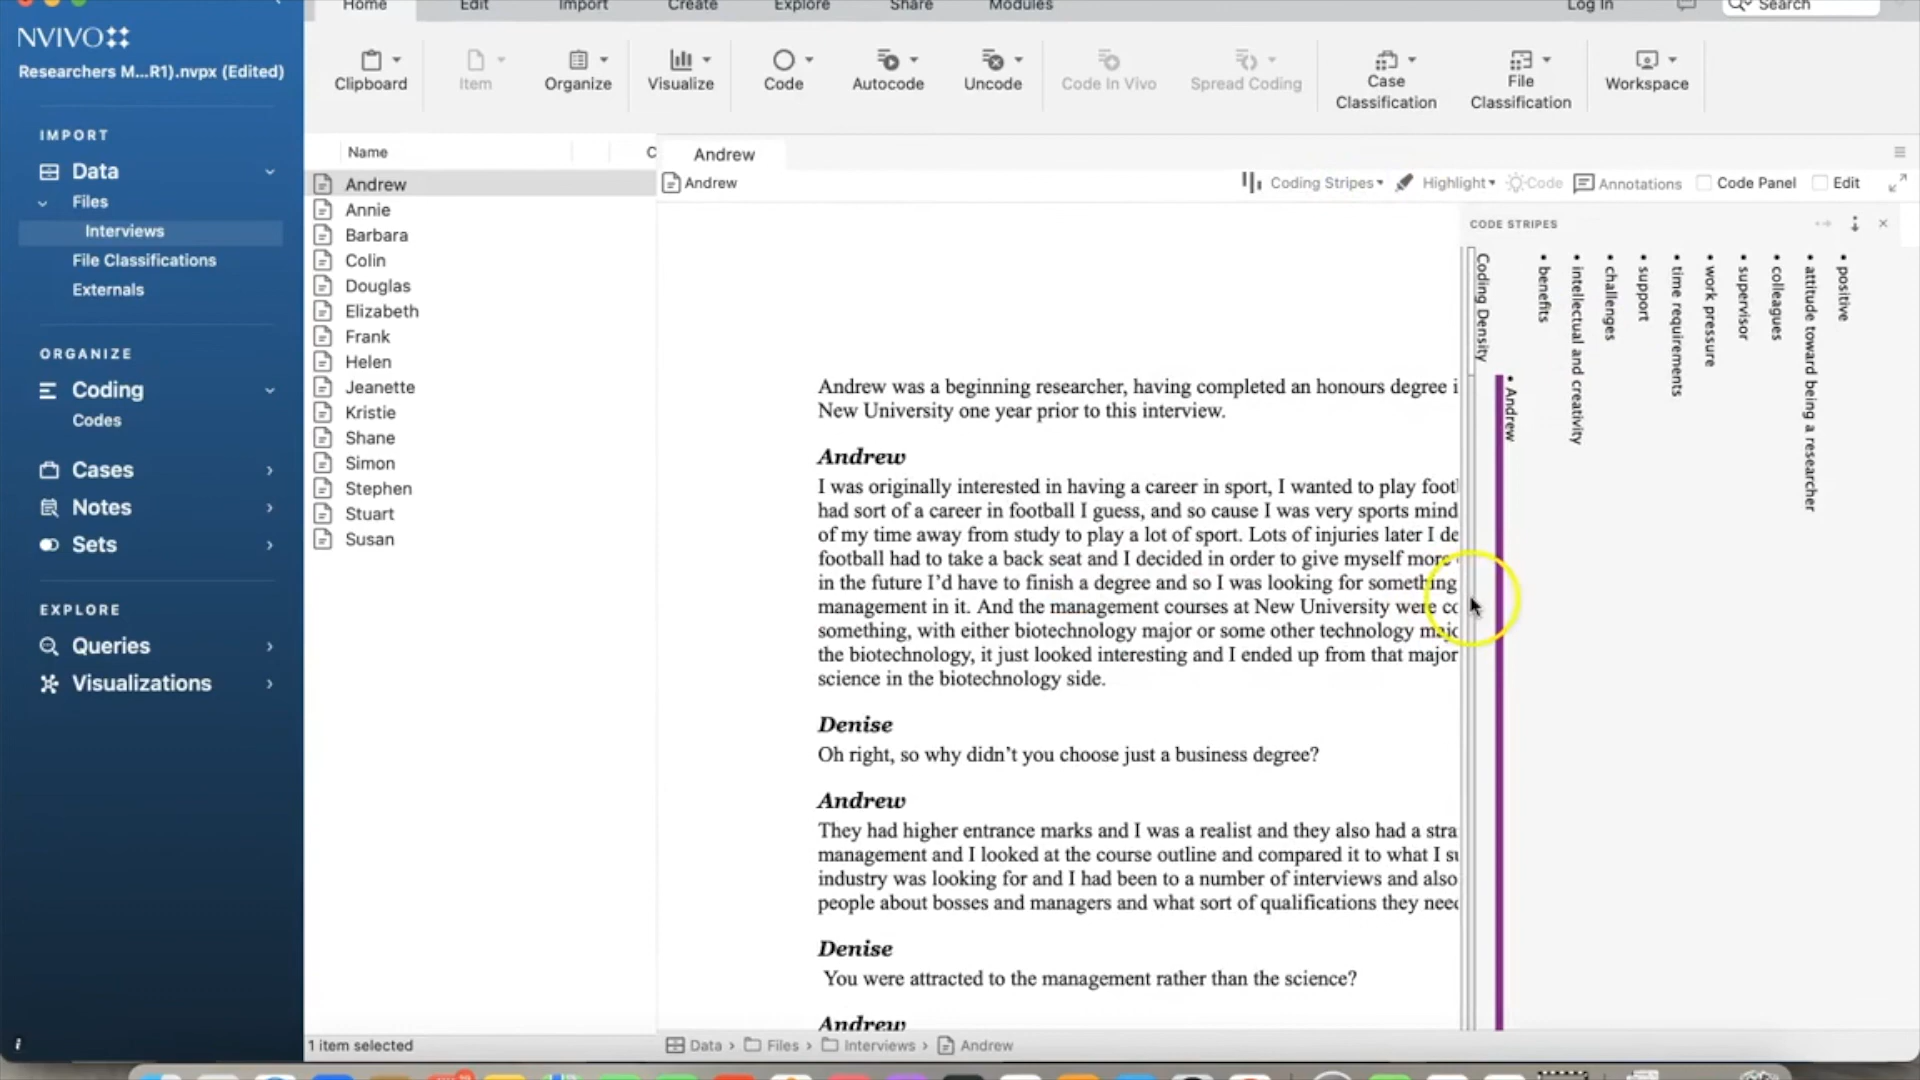 Home Edit Import Create Explore Share Modules Log In Search
NVIVO
Researchers M...R1).nvpx (Edited)
IMPORT
Data
Files
Interviews
File Classifications
Externals
ORGANIZE
Coding
Codes
Cases
Notes
Sets
EXPLORE
Queries
Visualizations
Clipboard
Item
Organize
Visualize
Code
Autocode
Uncode
Code In Vivo
Spread Coding
Case
Classification
File
Classification
Workspace
Name C
Andrew
Annie
Barbara
Colin
Douglas
Elizabeth
Frank
Helen
Jeanette
Kristie
Shane
Simon
Stephen
Stuart
Susan
1 item selected
Andrew
Andrew
Coding Stripes Highlight Code Annotations Code Panel Edit
Andrew was a beginning researcher, having completed an honours degree i
New University one year prior to this interview.
Andrew
I was originally interested in having a career in sport, I wanted to play foot
had sort of a career in football I guess, and so cause I was very sports mind
of my time away from study to play a lot of sport. Lots of injuries later I de
football had to take a back seat and I decided in order to give myself more
in the future I'd have to finish a degree and so I was looking for something
management in it. And the management courses at New University were co
something, with either biotechnology major or some other technology majo
the biotechnology, it just looked interesting and I ended up from that major
science in the biotechnology side.
Denise
Oh right, so why didn't you choose just a business degree?
Andrew
They had higher entrance marks and I was a realist and they also had a stra
management and I looked at the course outline and compared it to what I su
industry was looking for and I had been to a number of interviews and also
people about bosses and managers and what sort of qualifications they need
Denise
You were attracted to the management rather than the science?
Andrew
CODE STRIPES
Coding Density
• Andrew
• benefits
• intellectual and creativity
• challenges
• support
• time requirements
• work pressure
• supervisor
• colleagues
• attitude toward being a researcher
• positive
Data › Files › Interviews › Andrew